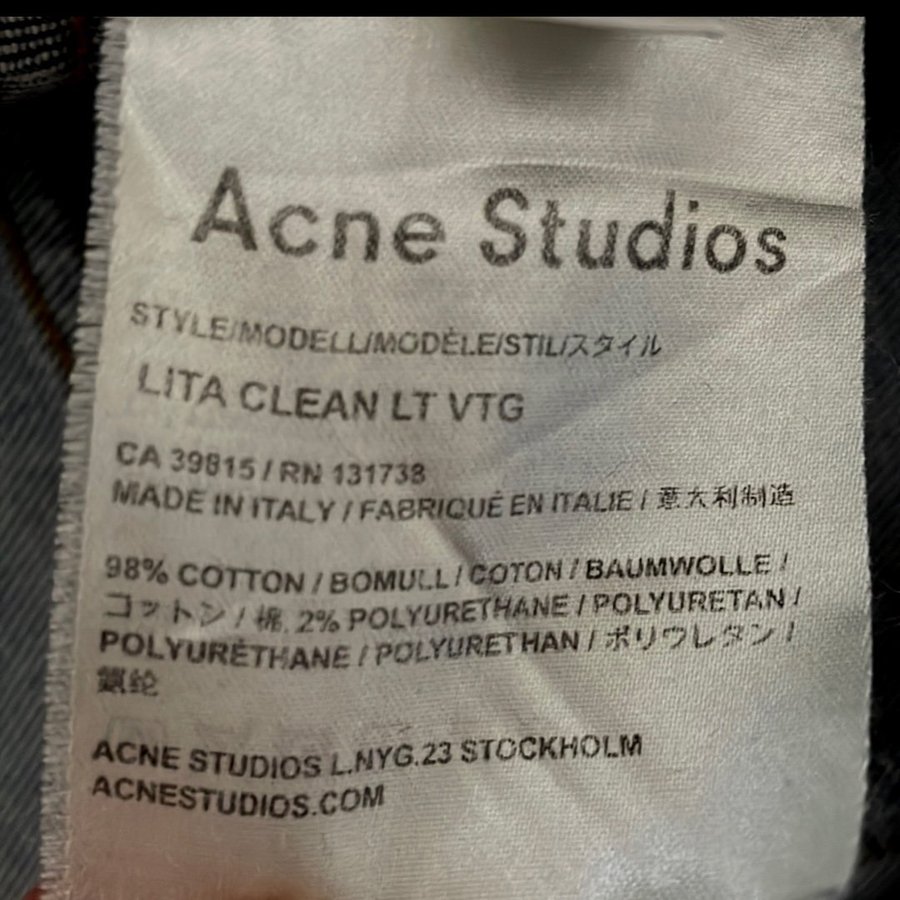 Acne Studios
STYLE/MODELL/MODÈLE/STIL/スタイル
LITA CLEAN LT VTG
CA 39815 / RN 131738
MADE IN ITALY / FABRIQUÉ EN ITALIE / 意大利制造
98% COTTON / BOMULL / COTON / BAUMWOLLE /
コットン / 棉, 2% POLYURETHANE / POLYURETAN /
POLYURÉTHANE / POLYURETHAN / ポリウレタン /
ACNE STUDIOS L.NYG.23 STOCKHOLM
ACNESTUDIOS.COM